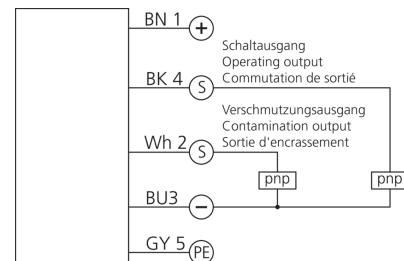 BN 1
+
Schaltausgang
Operating output
Commutation de sortié
BK 4
S
Verschmutzungsausgang
Contamination output
Sortie d'encrassement
Wh 2
S
pnp
pnp
BU3
−
GY 5
PE